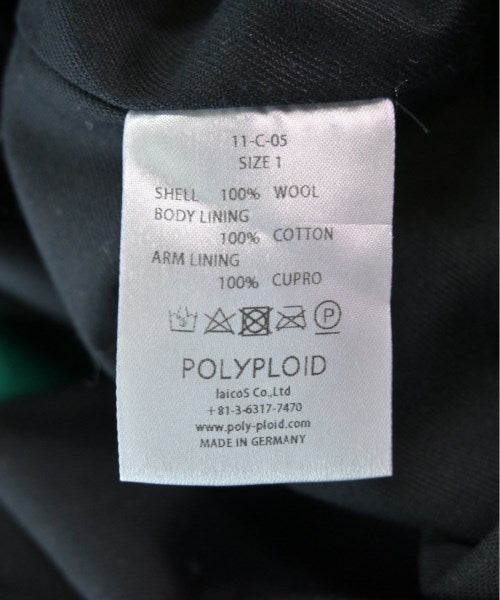 11-C-05
SIZE 1
SHELL 100% WOOL
BODY LINING
100% COTTON
ARM LINING
100% CUPRO
P
POLYPLOID
laicoS Co.,Ltd
+81-3-6317-7470
www.poly-ploid.com
MADE IN GERMANY